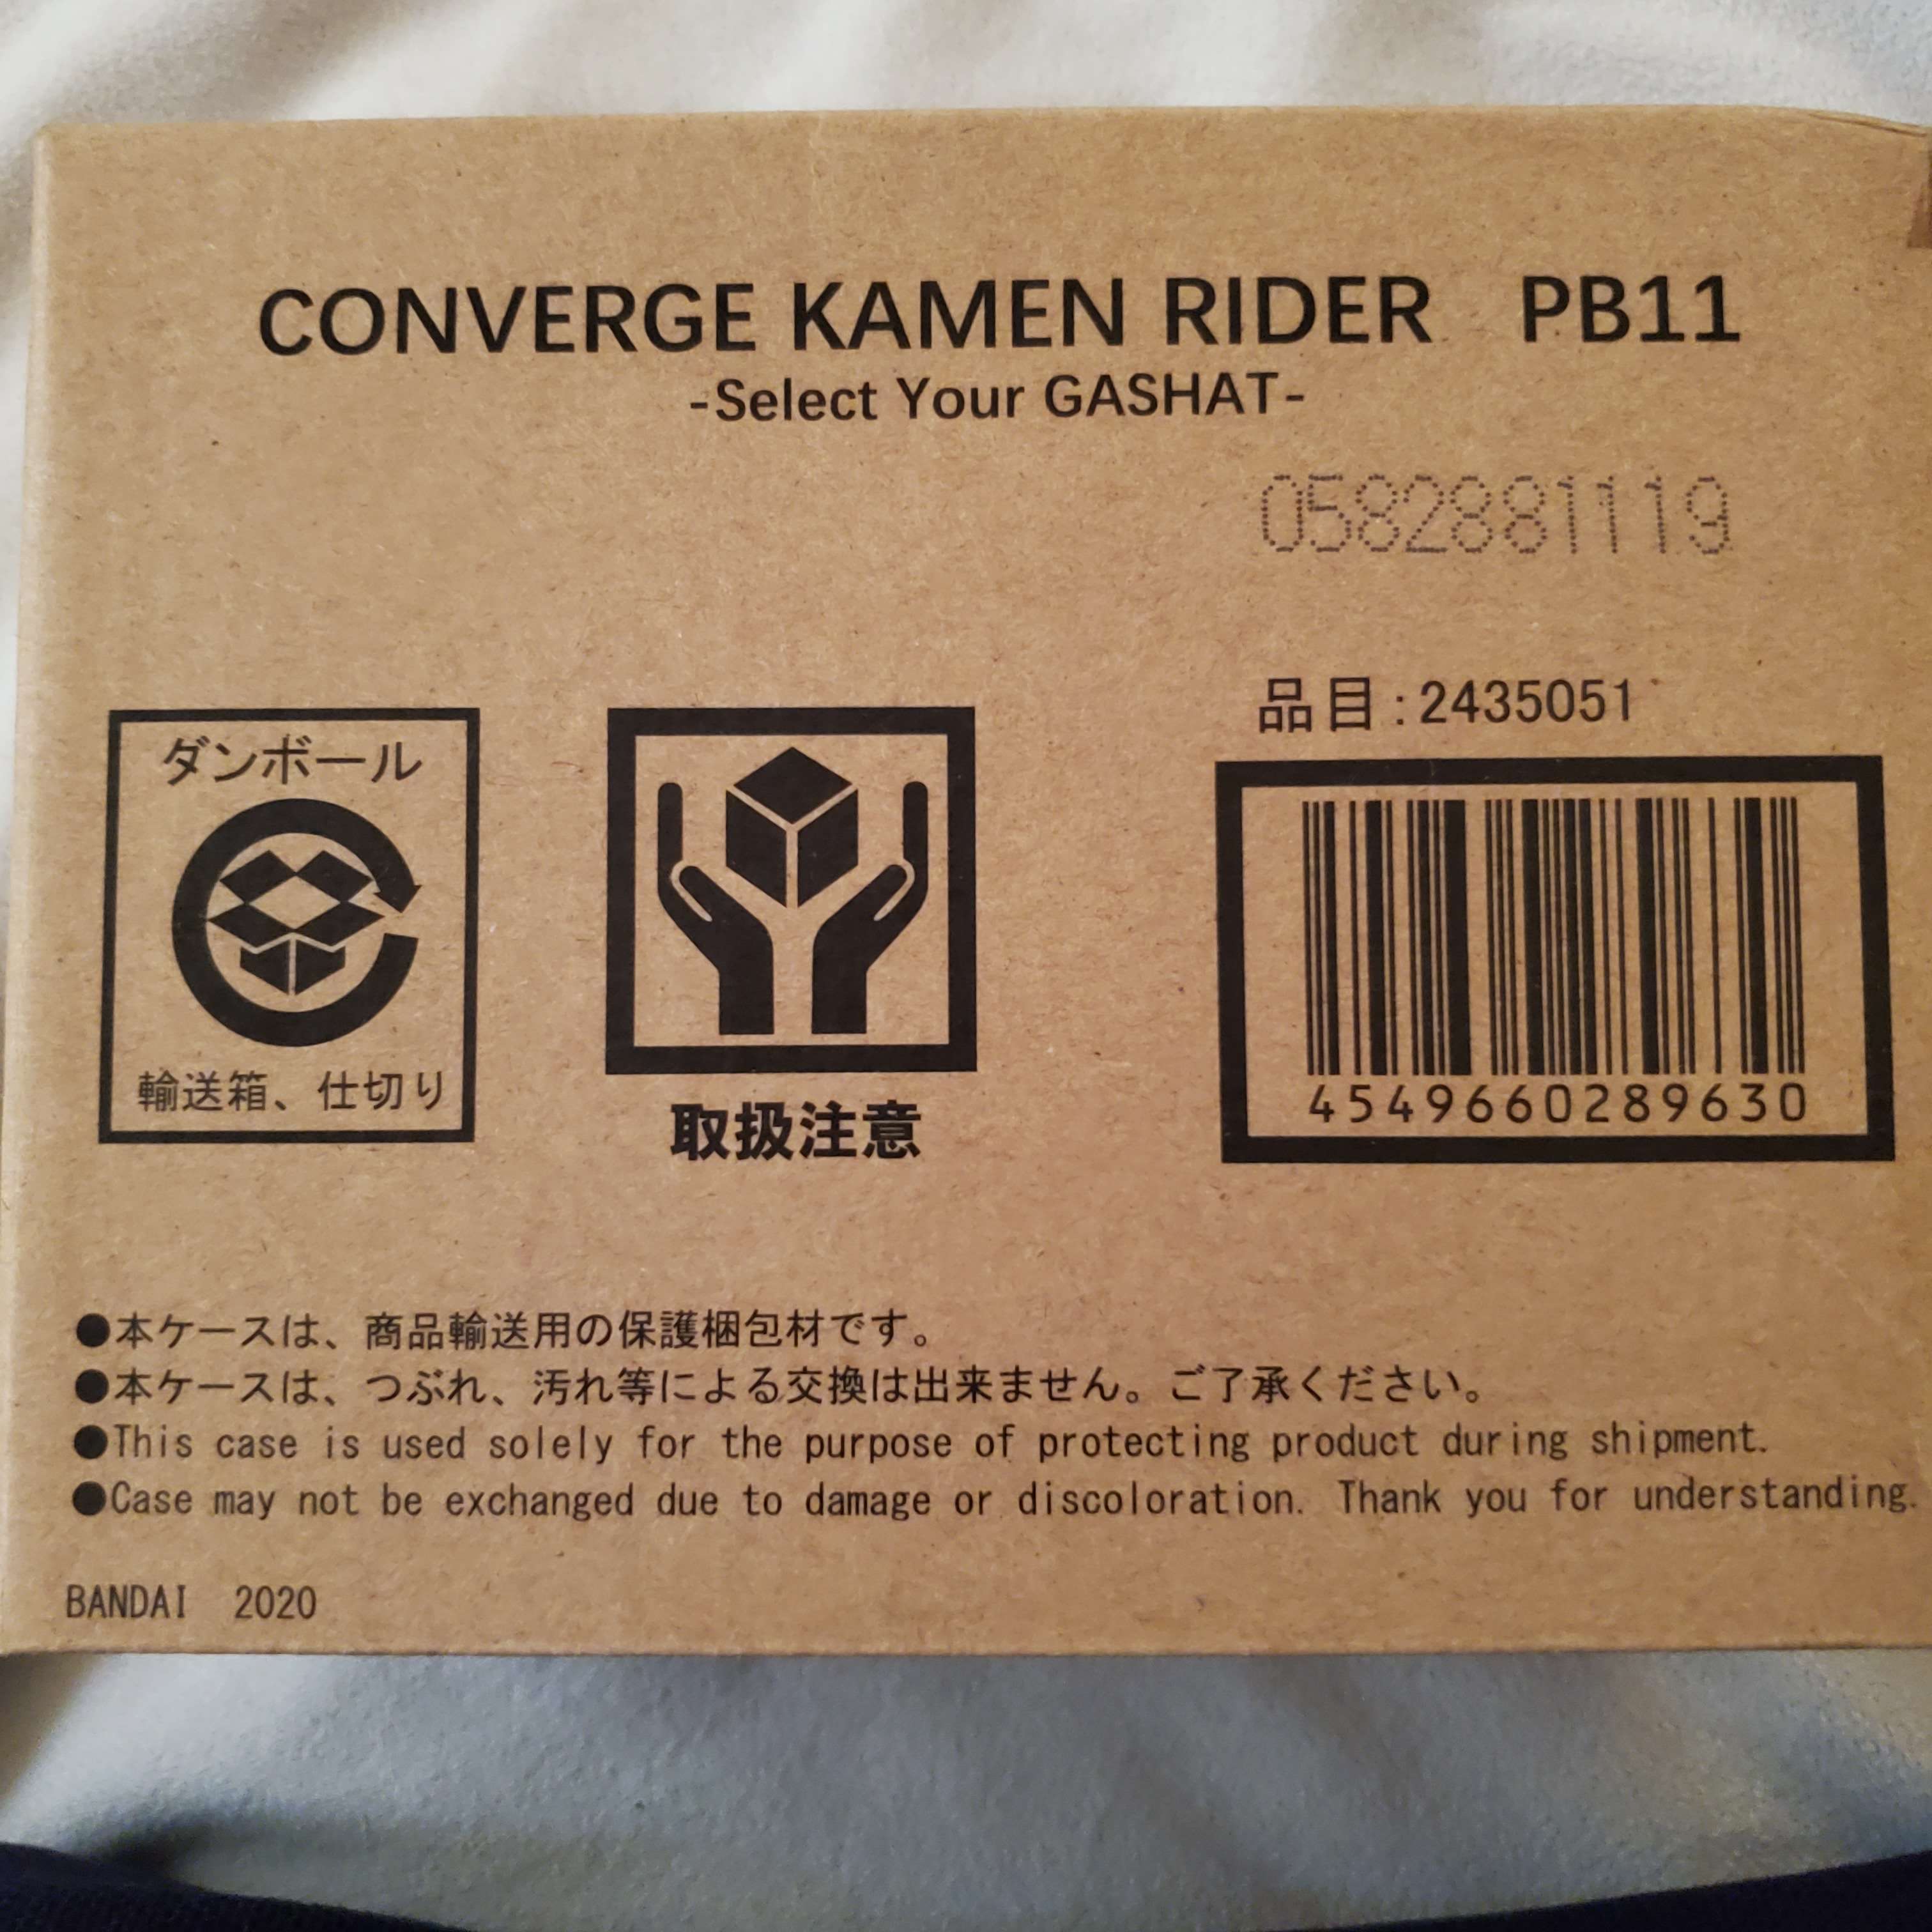 CONVERGE KAMEN RIDER PB11
-Select Your GASHAT-
0582881119
品目:2435051
ダンボール
輸送箱、仕切り
取扱注意
4549660289630
●本ケースは、商品輸送用の保護梱包材です。
●本ケースは、つぶれ、汚れ等による交換は出来ません。ご了承ください。
●This case is used solely for the purpose of protecting product during shipment.
●Case may not be exchanged due to damage or discoloration. Thank you for understanding.
BANDAI 2020